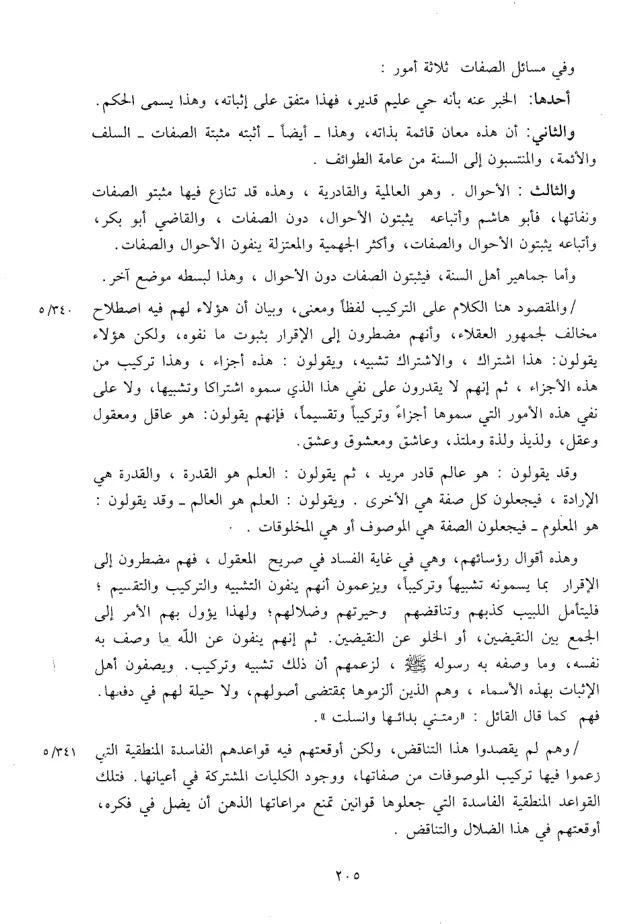 وفي مسائل الصفات ثلاثة أمور :
أحدها: الخبر عنه بأنه حي عليم قدير، فهذا متفق على إثباته، وهذا يسمى الحكم.
والثاني: أن هذه معان قائمة بذاته، وهذا ـ أيضاً ـ أثبته مثبتة الصفات ـ السلف
والأئمة، والمنتسبون إلى السنة من عامة الطوائف .
والثالث : الأحوال . وهو العالمية والقادرية ، وهذه قد تنازع فيها مثبتو الصفات
ونفاتها، فأبو هاشم وأتباعه يثبتون الأحوال، دون الصفات ، والقاضي أبو بكر،
وأتباعه يثبتون الأحوال والصفات، وأكثر الجهمية والمعتزلة ينفون الأحوال والصفات.
وأما جماهير أهل السنة، فيثبتون الصفات دون الأحوال ، وهذا لبسطه موضع آخر.
/ والمقصود هنا الكلام على التركيب لفظاً ومعنى، وبيان أن هؤلاء لهم فيه اصطلاح ٥/٣٤٠
مخالف لجمهور العقلاء، وأنهم مضطرون إلى الإقرار بثبوت ما نفوه، ولكن هؤلاء
يقولون: هذا اشتراك ، والاشتراك تشبيه، ويقولون : هذه أجزاء ، وهذا تركيب من
هذه الأجزاء ، ثم إنهم لا يقدرون على نفي هذا الذي سموه اشتراكا وتشبيها، ولا على
نفي هذه الأمور التي سموها أجزاءً وتركيباً وتقسيماً، فإنهم يقولون: هو عاقل ومعقول
وعقل، ولذيذ ولذة وملتذ، وعاشق ومعشوق وعشق.
وقد يقولون : هو عالم قادر مريد ، ثم يقولون : العلم هو القدرة ، والقدرة هي
الإرادة ، فيجعلون كل صفة هي الأخرى . ويقولون : العلم هو العالم ـ وقد يقولون :
هو المعلوم ـ فيجعلون الصفة هي الموصوف أو هي المخلوقات .
وهذه أقوال رؤسائهم، وهي في غاية الفساد في صريح المعقول ، فهم مضطرون إلى
الإقرار بما يسمونه تشبيهاً وتركيباً، ويزعمون أنهم ينفون التشبيه والتركيب والتقسيم ؛
فليتأمل اللبيب كذبهم وتناقضهم وحيرتهم وضلالهم؛ ولهذا يؤول بهم الأمر إلى
الجمع بين النقيضين، أو الخلو عن النقيضين. ثم إنهم ينفون عن الله ما وصف به
نفسه، وما وصفه به رسوله ﷺ ، لزعمهم أن ذلك تشبيه وتركيب. ويصفون أهل
الإثبات بهذه الأسماء ، وهم الذين ألزموها بمقتضى أصولهم، ولا حيلة لهم في دفعها.
فهم كما قال القائل : «رمتني بدائها وانسلت ».
/ وهم لم يقصدوا هذا التناقض، ولكن أوقعتهم فيه قواعدهم الفاسدة المنطقية التي ٥/٣٤١
زعموا فيها تركيب الموصوفات من صفاتها، ووجود الكليات المشتركة في أعيانها. فتلك
القواعد المنطقية الفاسدة التي جعلوها قوانين تمنع مراعاتها الذهن أن يضل في فكره،
أوقعتهم في هذا الضلال والتناقض .
٢٠٥